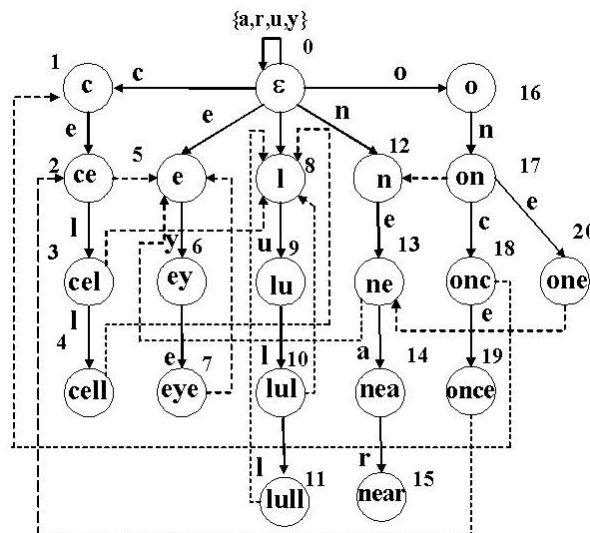 {a,r,u,y}
0
1
c
c
ε
o
o
16
e
e
n
n
2
ce
5
e
l
8
12
n
on
17
l
y
u
e
c
e
20
3
cel
6
ey
9
lu
13
ne
18
onc
one
l
e
l
a
e
4
cell
7
eye
10
lul
14
nea
19
once
l
r
11
lull
15
near